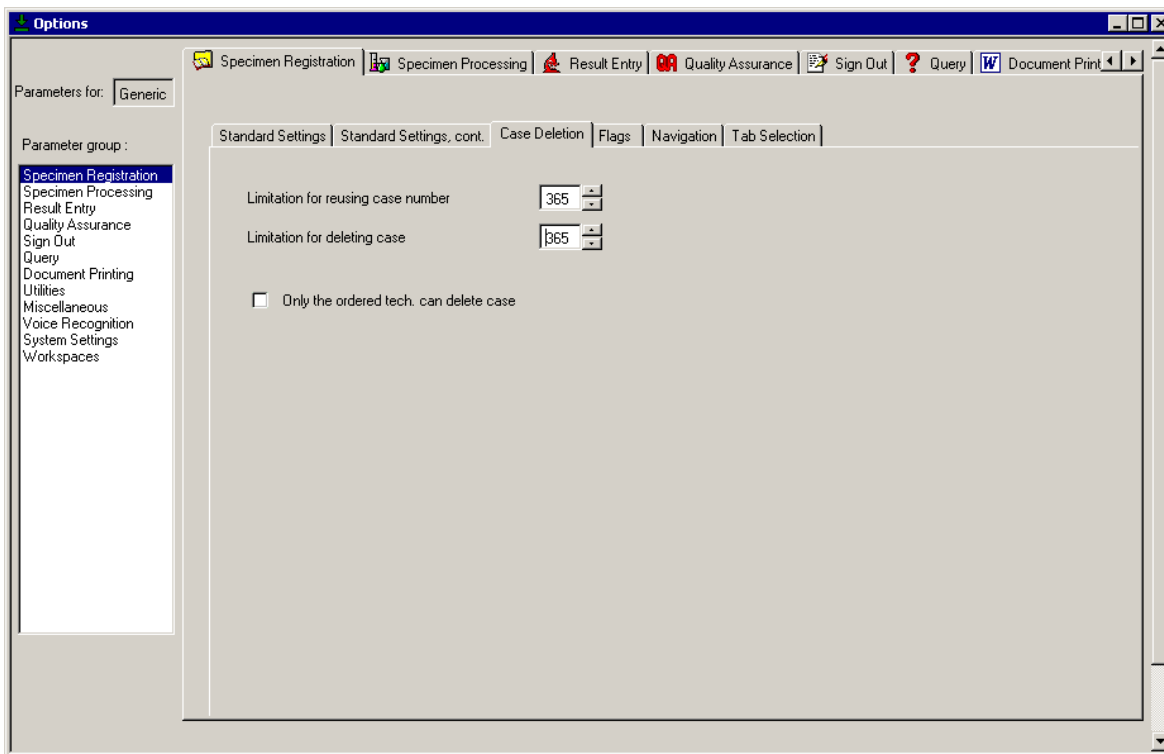 Options
Specimen Registration Specimen Processing Result Entry QA Quality Assurance Sign Out ? Query W Document Print
Parameters for: Generic
Parameter group :
Standard Settings Standard Settings, cont. Case Deletion Flags Navigation Tab Selection
Specimen Registration
Specimen Processing
Result Entry
Quality Assurance
Sign Out
Query
Document Printing
Utilities
Miscellaneous
Voice Recognition
System Settings
Workspaces
Limitation for reusing case number 365
Limitation for deleting case 365
Only the ordered tech. can delete case